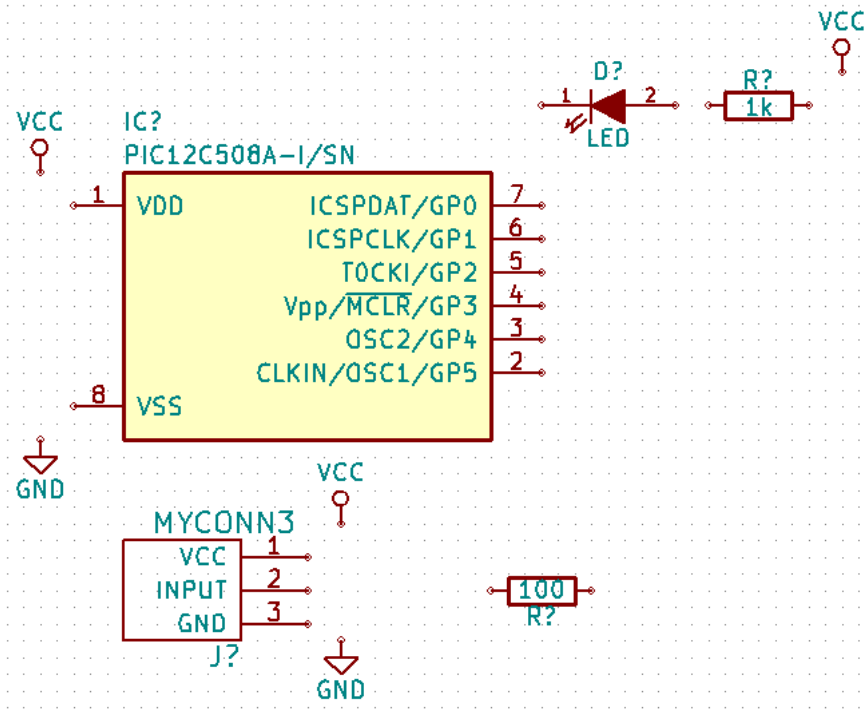 VCC
D?
R?
1 2
1k
LED
VCC
IC?
PIC12C508A-I/SN
1 VDD
ICSPDAT/GP0 7
ICSPCLK/GP1 6
T0CKI/GP2 5
Vpp/MCLR/GP3 4
OSC2/GP4 3
CLKIN/OSC1/GP5 2
8 VSS
GND
VCC
MYCONN3
VCC 1
INPUT 2
GND 3
J?
100
R?
GND